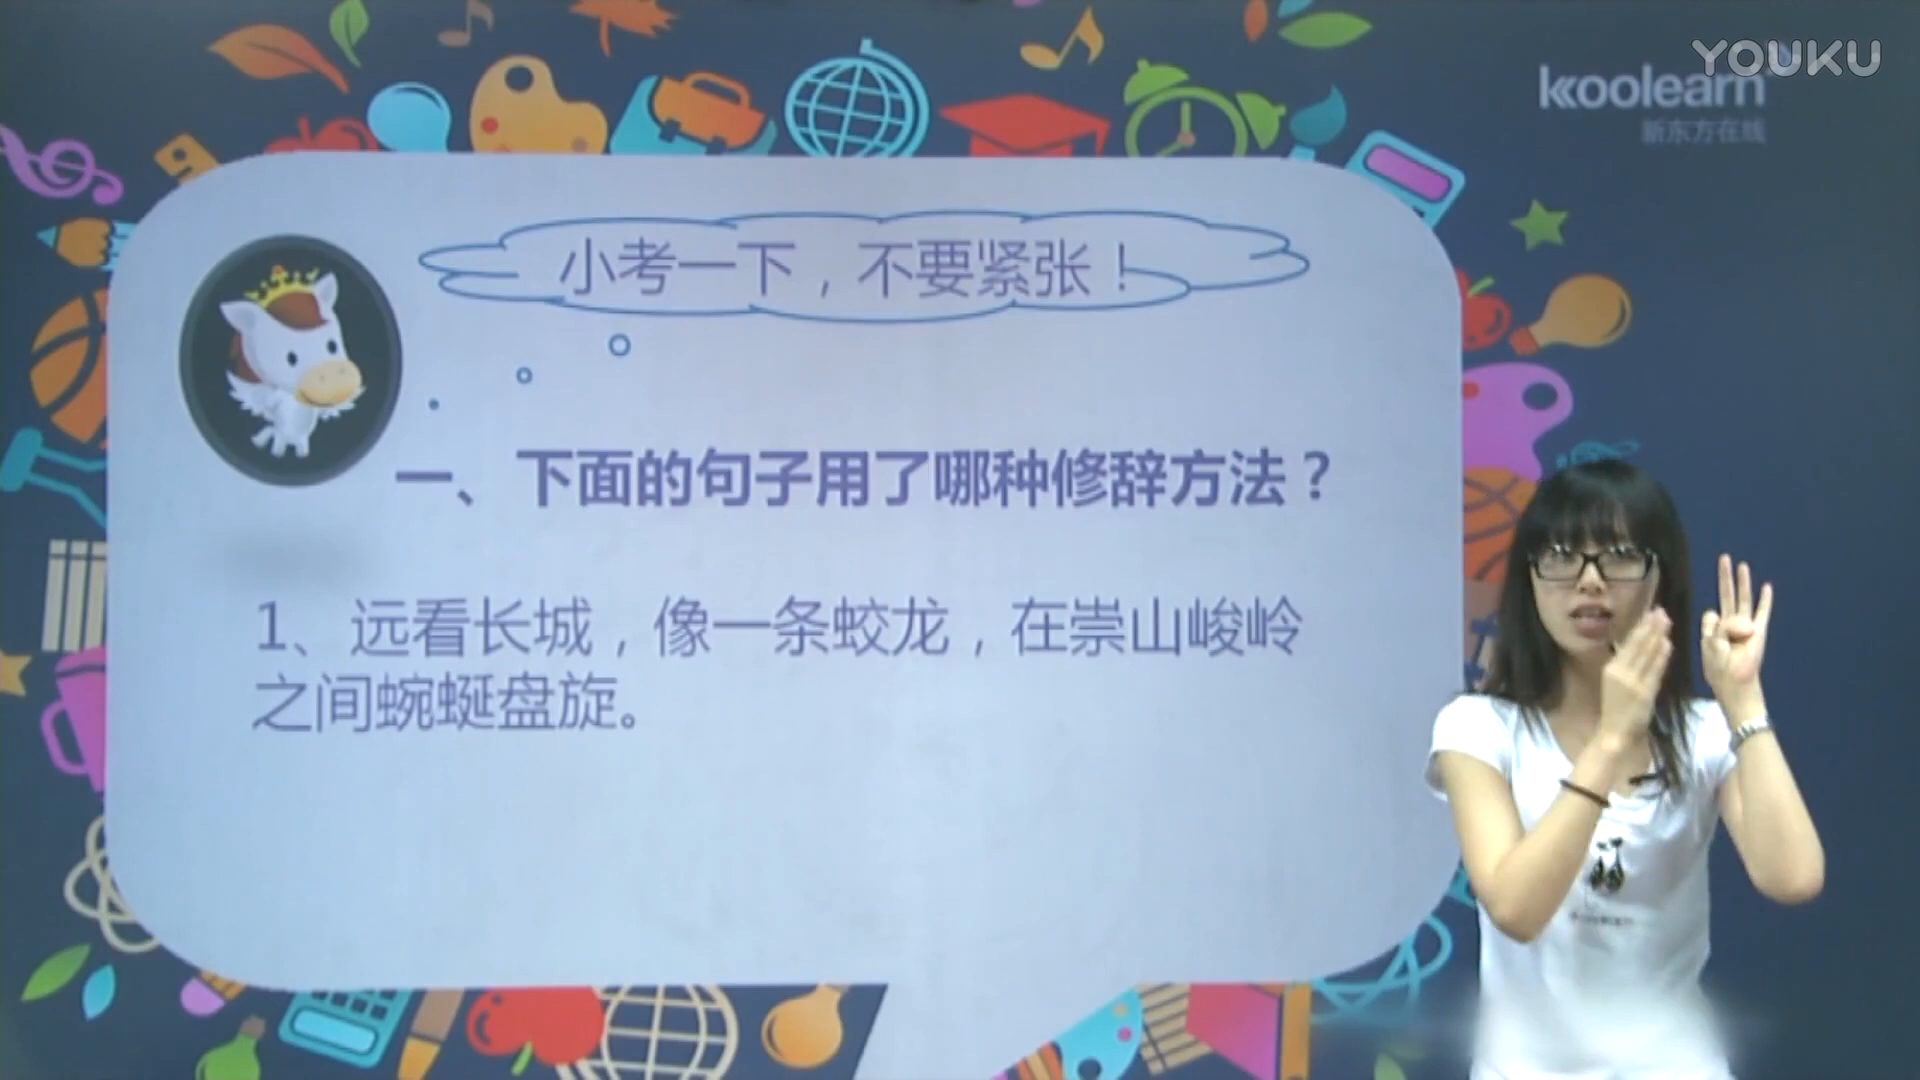 YOUKU
koolearn
新东方在线
小考一下，不要紧张！
一、下面的句子用了哪种修辞方法？
1、远看长城，像一条蛟龙，在崇山峻岭
之间蜿蜒盘旋。